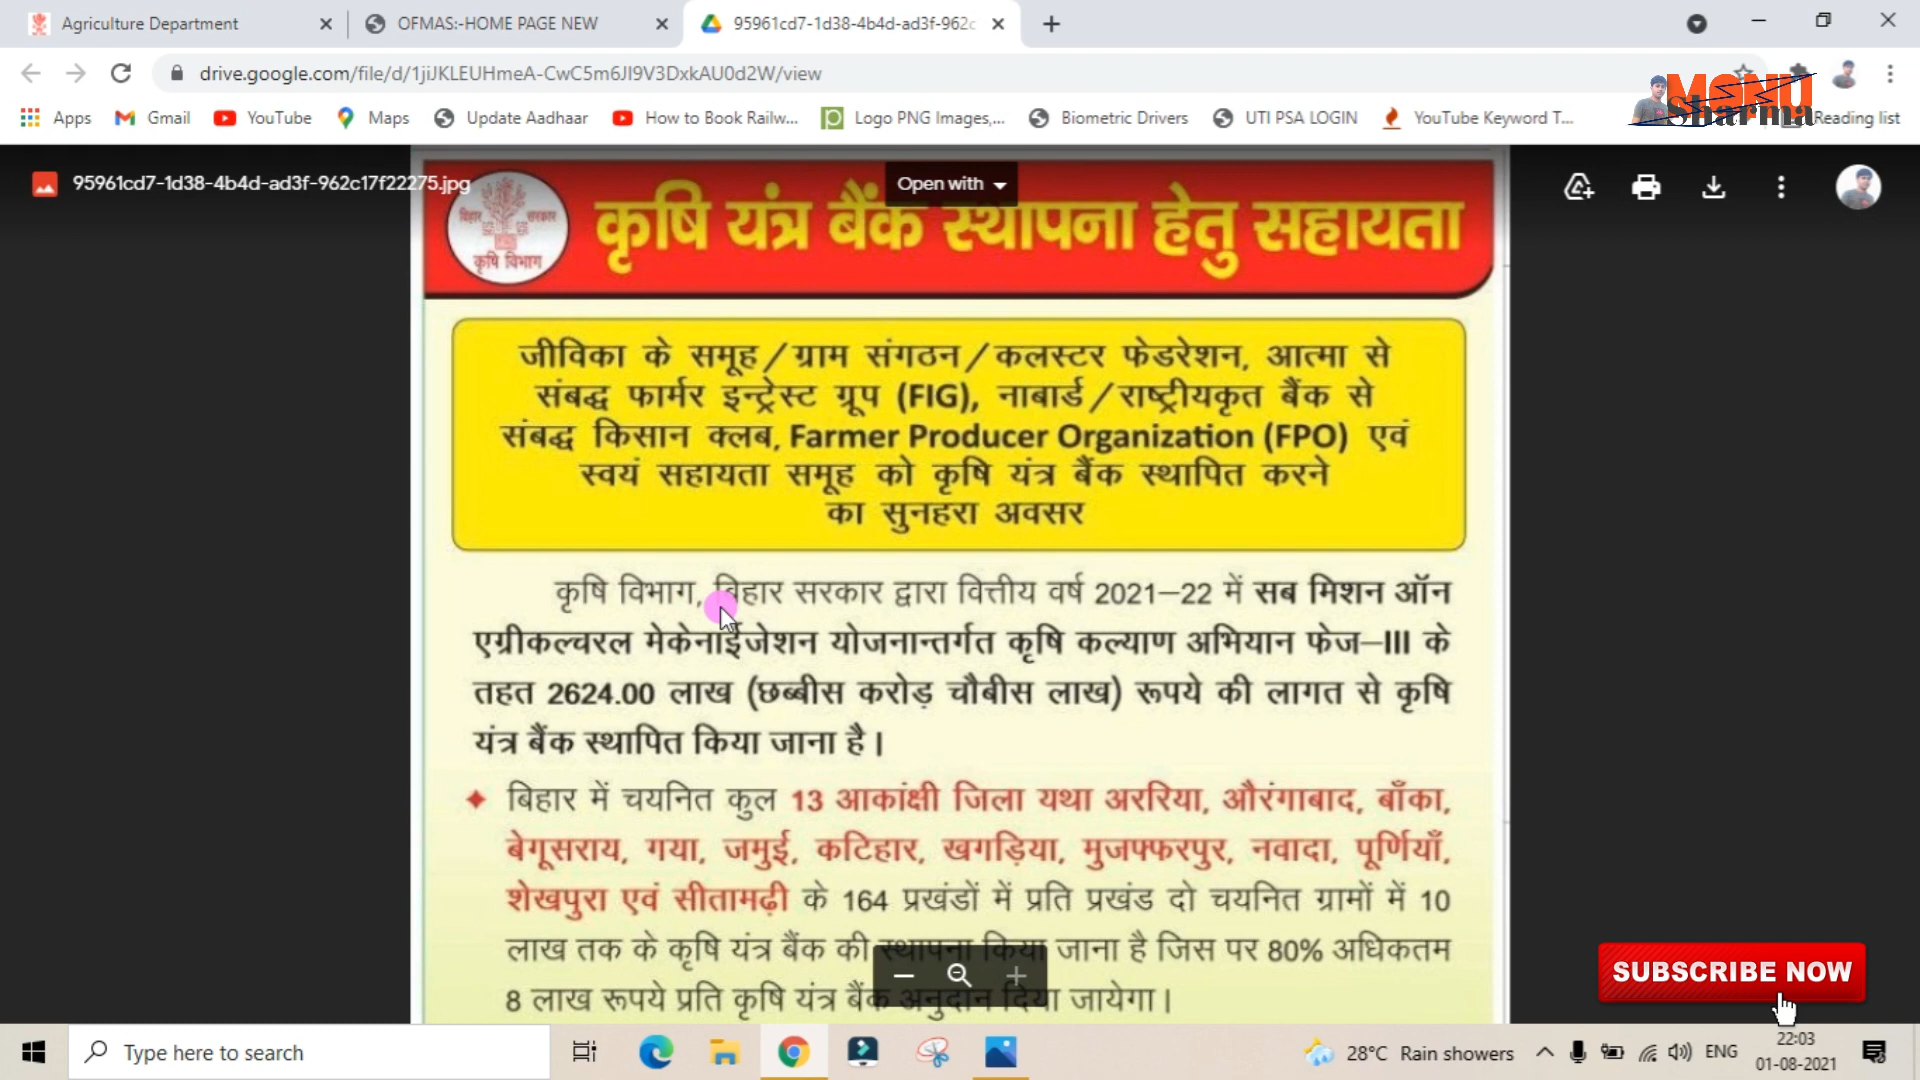 Agriculture Department
OFMAS:-HOME PAGE NEW
95961cd7-1d38-4b4d-ad3f-962c
drive.google.com/file/d/1jiJKLEUHmeA-CwC5m6JI9V3DxkAU0d2W/view
MONU
Sharma
Apps Gmail YouTube Maps Update Aadhaar How to Book Railw... Logo PNG Images,... Biometric Drivers UTI PSA LOGIN YouTube Keyword T... Reading list
95961cd7-1d38-4b4d-ad3f-962c17f22275.jpg
Open with
बिहार सरकार
कृषि विभाग
कृषि यंत्र बैंक स्थापना हेतु सहायता
जीविका के समूह/ग्राम संगठन/कलस्टर फेडरेशन, आत्मा से
संबद्ध फार्मर इन्ट्रेस्ट ग्रूप (FIG), नाबार्ड/राष्ट्रीयकृत बैंक से
संबद्ध किसान क्लब, Farmer Producer Organization (FPO) एवं
स्वयं सहायता समूह को कृषि यंत्र बैंक स्थापित करने
का सुनहरा अवसर
कृषि विभाग, बिहार सरकार द्वारा वित्तीय वर्ष 2021–22 में सब मिशन ऑन
एग्रीकल्चरल मेकेनाईजेशन योजनान्तर्गत कृषि कल्याण अभियान फेज–III के
तहत 2624.00 लाख (छब्बीस करोड़ चौबीस लाख) रूपये की लागत से कृषि
यंत्र बैंक स्थापित किया जाना है।
बिहार में चयनित कुल 13 आकांक्षी जिला यथा अररिया, औरंगाबाद, बाँका,
बेगूसराय, गया, जमुई, कटिहार, खगड़िया, मुजफ्फरपुर, नवादा, पूर्णियाँ,
शेखपुरा एवं सीतामढ़ी के 164 प्रखंडों में प्रति प्रखंड दो चयनित ग्रामों में 10
लाख तक के कृषि यंत्र बैंक की स्थापना किया जाना है जिस पर 80% अधिकतम
8 लाख रूपये प्रति कृषि यंत्र बैंक अनुदान दिया जायेगा।
SUBSCRIBE NOW
Type here to search
28°C Rain showers
ENG
22:03
01-08-2021